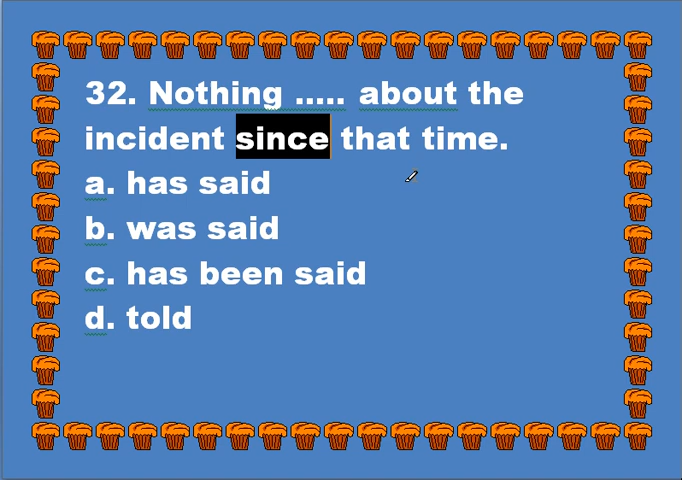 32. Nothing ..... about the
incident since that time.
a. has said
b. was said
c. has been said
d. told